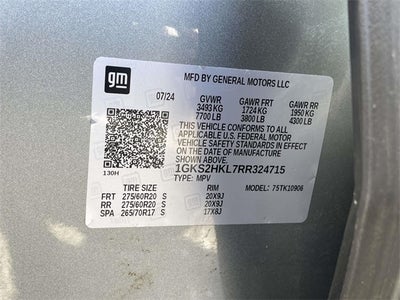 gm
MFD BY GENERAL MOTORS LLC
07/24 GVWR GAWR FRT GAWR RR
3493 KG 1724 KG 1950 KG
7700 LB 3800 LB 4300 LB
THIS VEHICLE CONFORMS TO ALL APPLICABLE
U.S. FEDERAL MOTOR
VEHICLE SAFETY STANDARDS IN EFFECT
ON THE DATE OF MANUFACTURE
SHOWN ABOVE.
1GKS2HKL7RR324715
130H
TYPE: MPV
TIRE SIZE RIM MODEL: 75TK10906
FRT 275/60R20 S 20X9J
RR 275/60R20 S 20X9J
SPA 265/70R17 S 17X8J